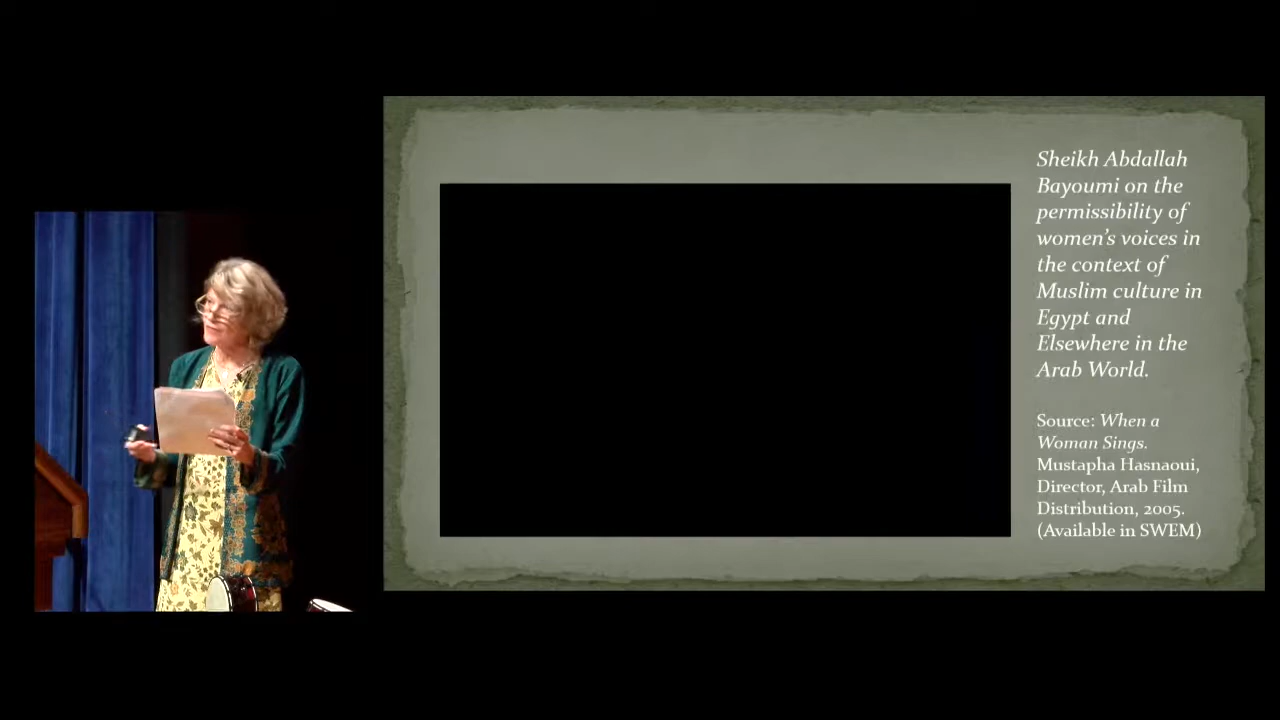 Sheikh Abdallah
Bayoumi on the
permissibility of
women's voices in
the context of
Muslim culture in
Egypt and
Elsewhere in the
Arab World.
Source: When a
Woman Sings.
Mustapha Hasnaoui,
Director, Arab Film
Distribution, 2005.
(Available in SWEM)